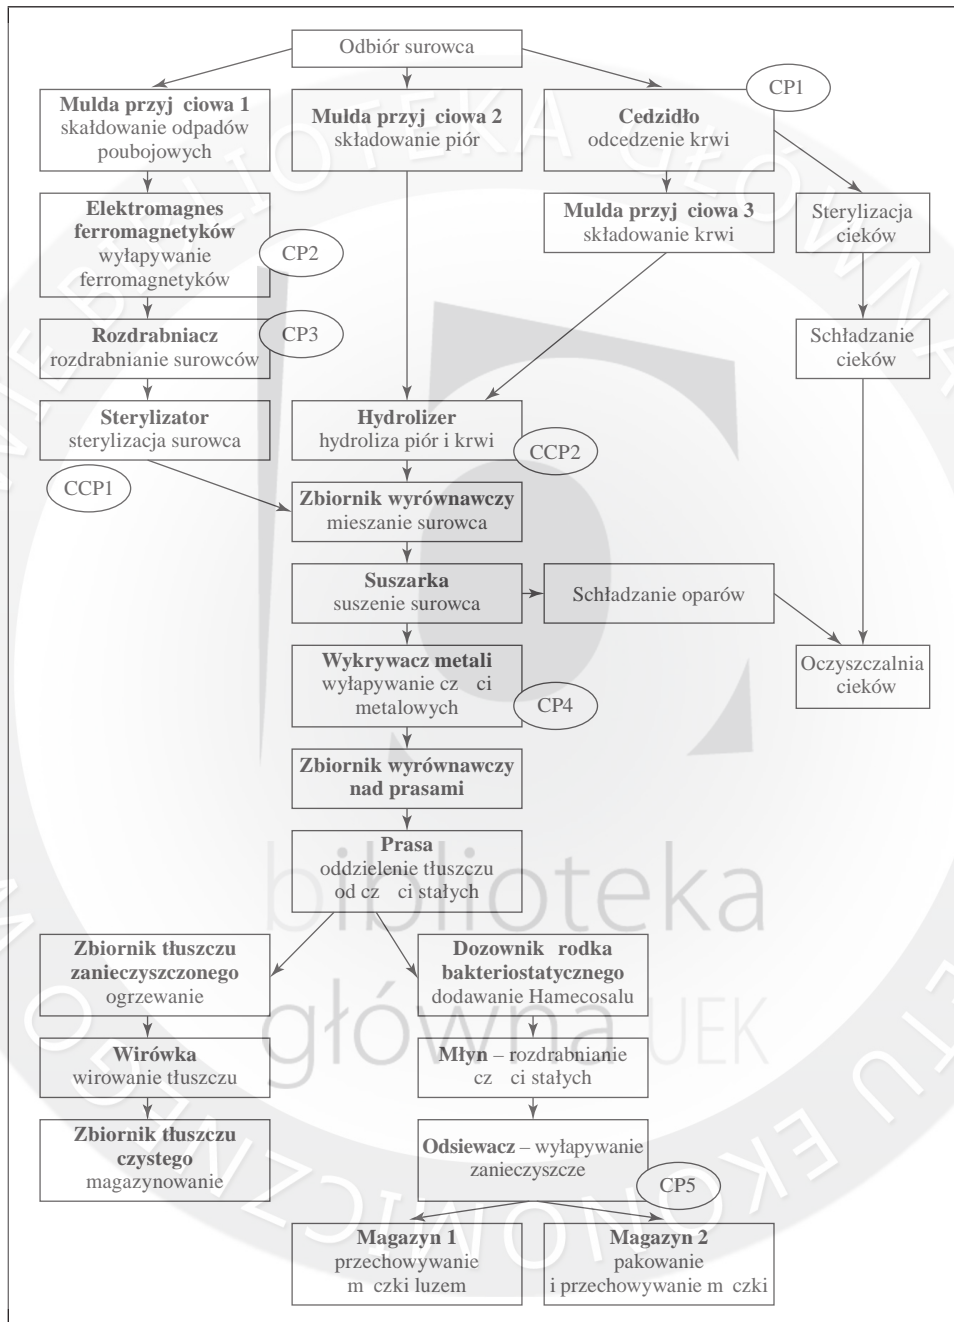 Odbiór surowca
CP1
Mulda przyj ciowa 1
skałdowanie odpadów
poubojowych
Mulda przyj ciowa 2
składowanie piór
Cedzidło
odcedzenie krwi
Elektromagnes
ferromagnetyków
wyłapywanie
ferromagnetyków
CP2
Mulda przyj ciowa 3
składowanie krwi
Sterylizacja
cieków
Rozdrabniacz
rozdrabnianie surowców
CP3
Schładzanie
cieków
Sterylizator
sterylizacja surowca
CCP1
Hydrolizer
hydroliza piór i krwi
CCP2
Zbiornik wyrównawczy
mieszanie surowca
Suszarka
suszenie surowca
Schładzanie oparów
Wykrywacz metali
wyłapywanie cz ci
metalowych
CP4
Oczyszczalnia
cieków
Zbiornik wyrównawczy
nad prasami
Prasa
oddzielenie tłuszczu
od cz ci stałych
Zbiornik tłuszczu
zanieczyszczonego
ogrzewanie
Dozownik rodka
bakteriostatycznego
dodawanie Hamecosalu
Wirówka
wirowanie tłuszczu
Młyn – rozdrabnianie
cz ci stałych
Zbiornik tłuszczu
czystego
magazynowanie
Odsiewacz – wyłapywanie
zanieczyszcze
CP5
Magazyn 1
przechowywanie
m czki luzem
Magazyn 2
pakowanie
i przechowywanie m czki
biblioteka
główna UEK